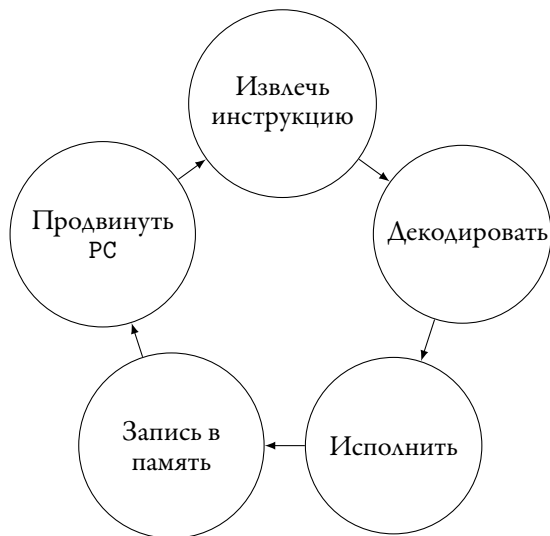 Извлечь
инструкцию
Декодировать
Исполнить
Запись в
память
Продвинуть
PC